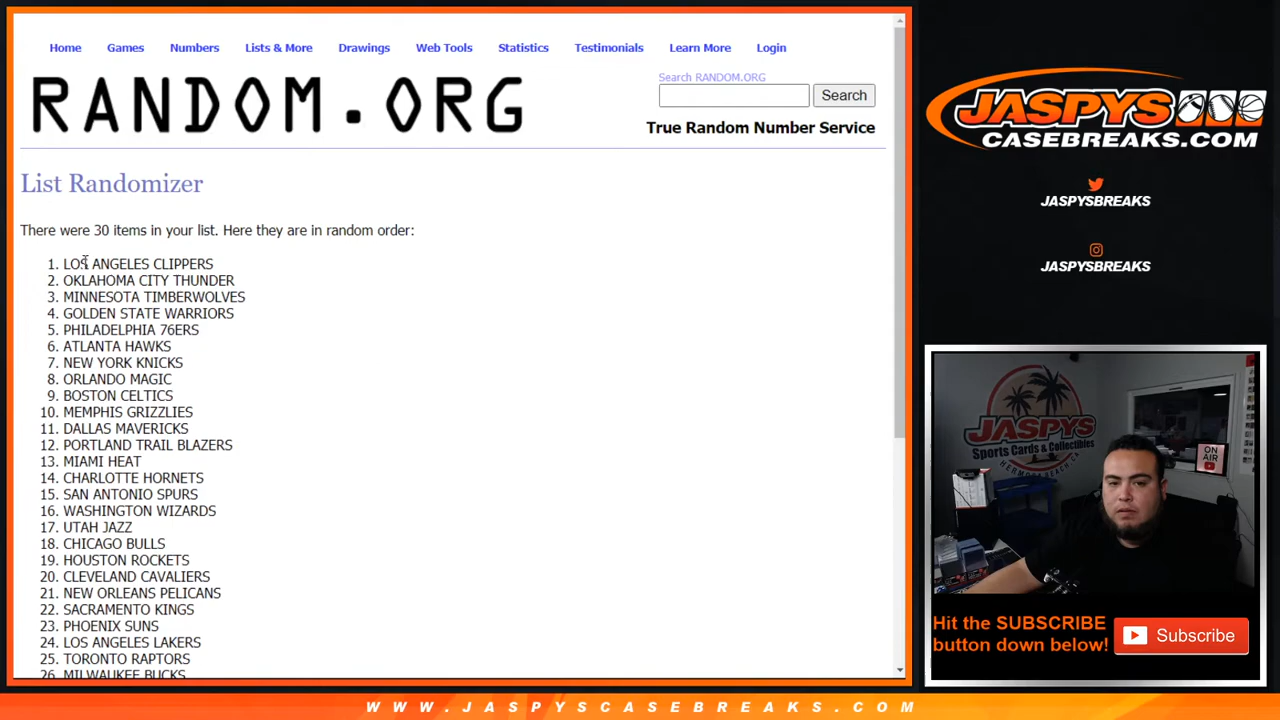 Home Games Numbers Lists & More Drawings Web Tools Statistics Testimonials Learn More Login
RANDOM.ORG
Search RANDOM.ORG
Search
True Random Number Service
List Randomizer
There were 30 items in your list. Here they are in random order:
1. LOS ANGELES CLIPPERS
2. OKLAHOMA CITY THUNDER
3. MINNESOTA TIMBERWOLVES
4. GOLDEN STATE WARRIORS
5. PHILADELPHIA 76ERS
6. ATLANTA HAWKS
7. NEW YORK KNICKS
8. ORLANDO MAGIC
9. BOSTON CELTICS
10. MEMPHIS GRIZZLIES
11. DALLAS MAVERICKS
12. PORTLAND TRAIL BLAZERS
13. MIAMI HEAT
14. CHARLOTTE HORNETS
15. SAN ANTONIO SPURS
16. WASHINGTON WIZARDS
17. UTAH JAZZ
18. CHICAGO BULLS
19. HOUSTON ROCKETS
20. CLEVELAND CAVALIERS
21. NEW ORLEANS PELICANS
22. SACRAMENTO KINGS
23. PHOENIX SUNS
24. LOS ANGELES LAKERS
25. TORONTO RAPTORS
26. MILWAUKEE BUCKS
JASPYS
CASEBREAKS.COM
JASPYSBREAKS
JASPYSBREAKS
JASPYS
Sports Cards & Collectibles
HERMOSA BEACH, CA
ON
AIR
Hit the SUBSCRIBE
button down below!
Subscribe
WWW.JASPYSCASEBREAKS.COM